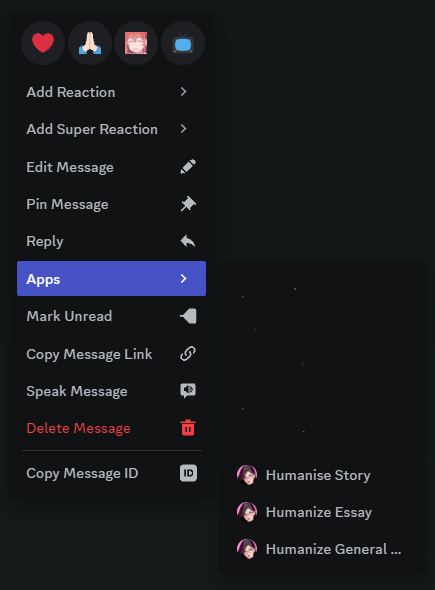 Add Reaction
Add Super Reaction
Edit Message
Pin Message
Reply
Apps
Mark Unread
Copy Message Link
Speak Message
Delete Message
Copy Message ID
ID
Humanise Story
Humanize Essay
Humanize General ...